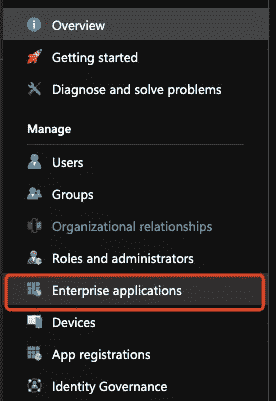 Overview
Getting started
Diagnose and solve problems
Manage
Users
Groups
Organizational relationships
Roles and administrators
Enterprise applications
Devices
App registrations
Identity Governance